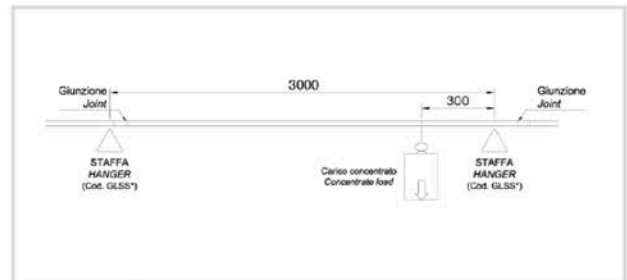 3000
Giunzione
Joint
300
Giunzione
Joint
STAFFA
HANGER
(Cod. GLSS*)
Carico concentrato
Concentrate load
STAFFA
HANGER
(Cod. GLSS*)